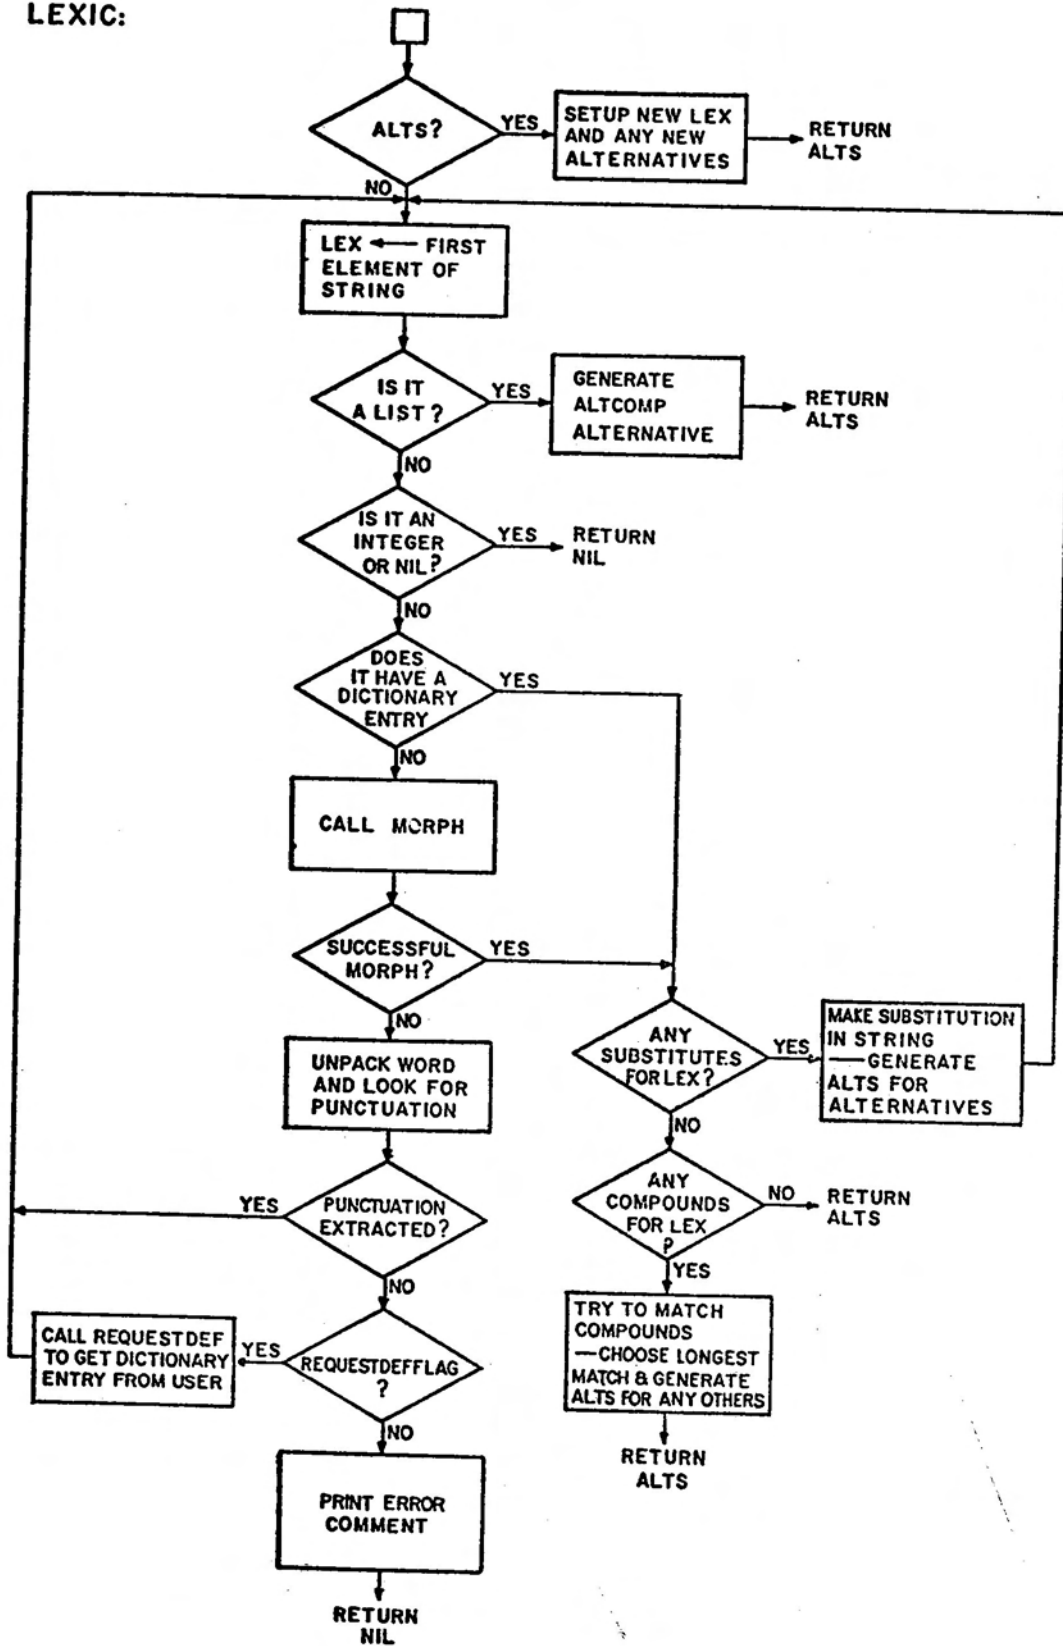 LEXIC:
ALTS?
YES
SETUP NEW LEX
AND ANY NEW
ALTERNATIVES
RETURN
ALTS
NO
LEX ← FIRST
ELEMENT OF
STRING
IS IT
A LIST ?
YES
GENERATE
ALTCOMP
ALTERNATIVE
RETURN
ALTS
NO
IS IT AN
INTEGER
OR NIL?
YES
RETURN
NIL
NO
DOES
IT HAVE A
DICTIONARY
ENTRY
YES
NO
CALL MORPH
SUCCESSFUL
MORPH?
YES
NO
ANY
SUBSTITUTES
FOR LEX?
YES
MAKE SUBSTITUTION
IN STRING
—GENERATE
ALTS FOR
ALTERNATIVES
UNPACK WORD
AND LOOK FOR
PUNCTUATION
NO
ANY
COMPOUNDS
FOR LEX
?
NO
RETURN
ALTS
YES
PUNCTUATION
EXTRACTED?
YES
NO
TRY TO MATCH
COMPOUNDS
—CHOOSE LONGEST
MATCH & GENERATE
ALTS FOR ANY OTHERS
RETURN
ALTS
CALL REQUESTDEF
TO GET DICTIONARY
ENTRY FROM USER
YES
REQUESTDEFFLAG
?
NO
PRINT ERROR
COMMENT
RETURN
NIL